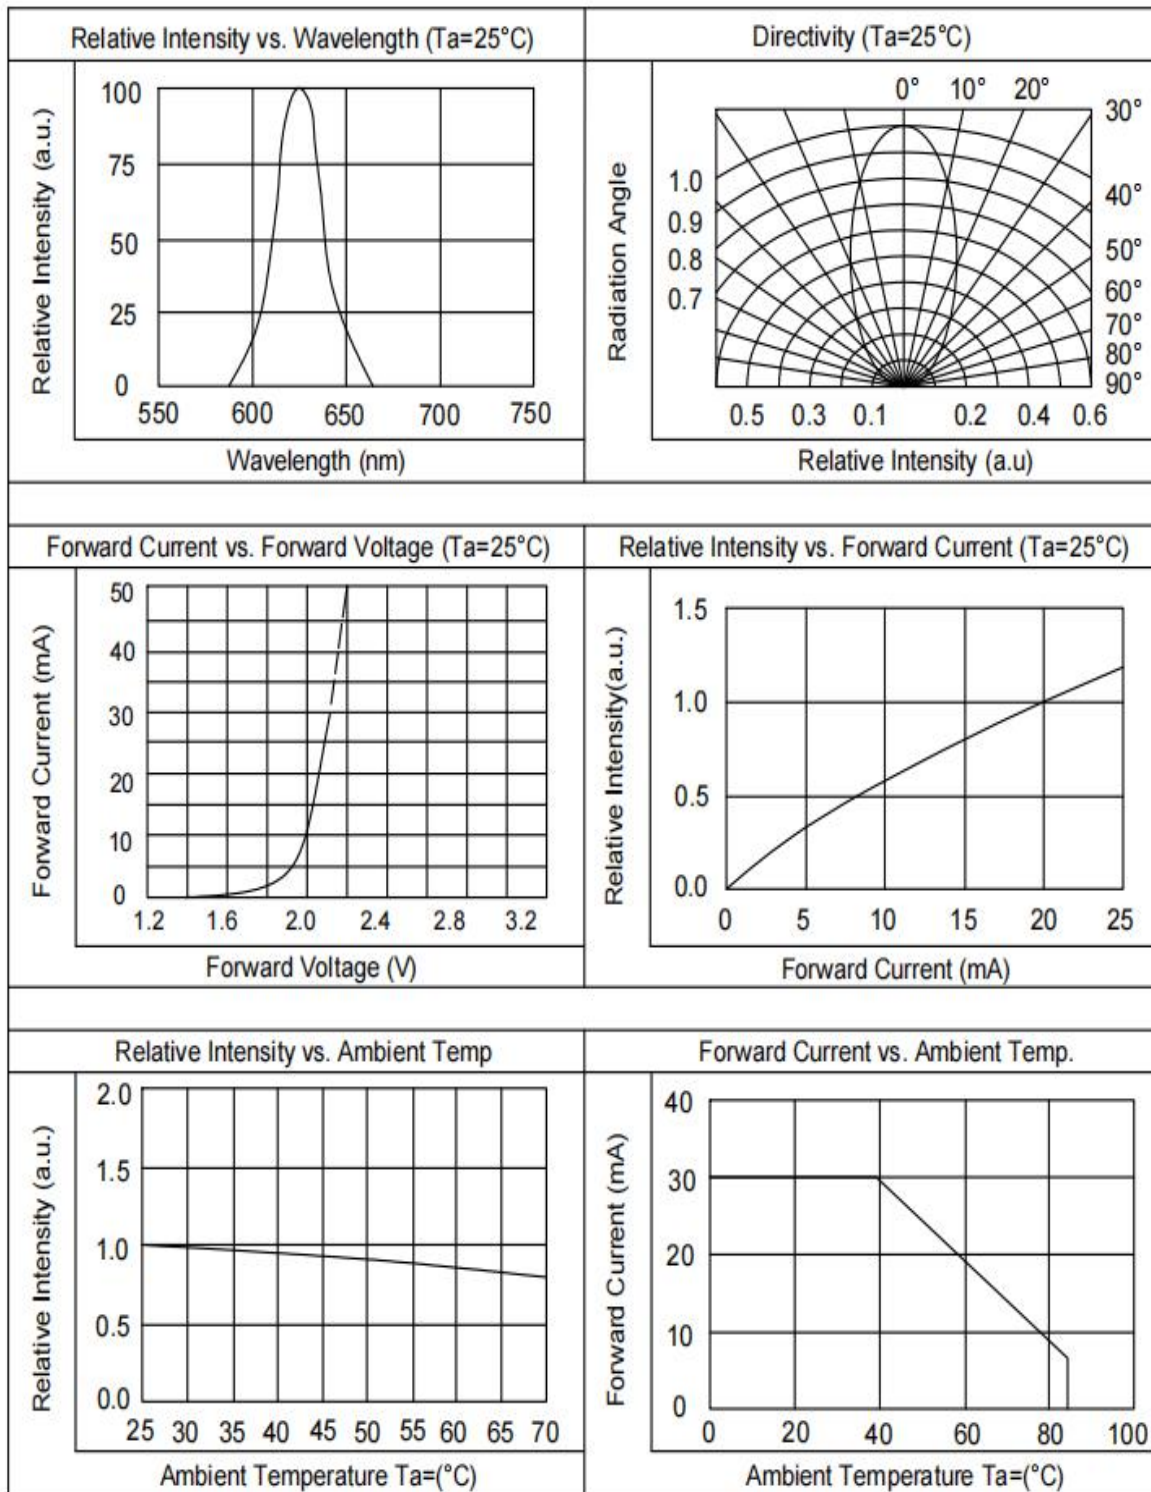 Relative Intensity vs. Wavelength (Ta=25°C)
Directivity (Ta=25°C)
Relative Intensity (a.u.)
100
75
50
25
0
550 600 650 700 750
Wavelength (nm)
Radiation Angle
0° 10° 20°
30°
40°
50°
60°
70°
80°
90°
1.0
0.9
0.8
0.7
0.5 0.3 0.1 0.2 0.4 0.6
Relative Intensity (a.u)
Forward Current vs. Forward Voltage (Ta=25°C)
Relative Intensity vs. Forward Current (Ta=25°C)
Forward Current (mA)
50
40
30
20
10
0
1.2 1.6 2.0 2.4 2.8 3.2
Forward Voltage (V)
Relative Intensity(a.u.)
1.5
1.0
0.5
0.0
0 5 10 15 20 25
Forward Current (mA)
Relative Intensity vs. Ambient Temp
Forward Current vs. Ambient Temp.
Relative Intensity (a.u.)
2.0
1.5
1.0
0.5
0.0
25 30 35 40 45 50 55 60 65 70
Ambient Temperature Ta=(°C)
Forward Current (mA)
40
30
20
10
0
0 20 40 60 80 100
Ambient Temperature Ta=(°C)